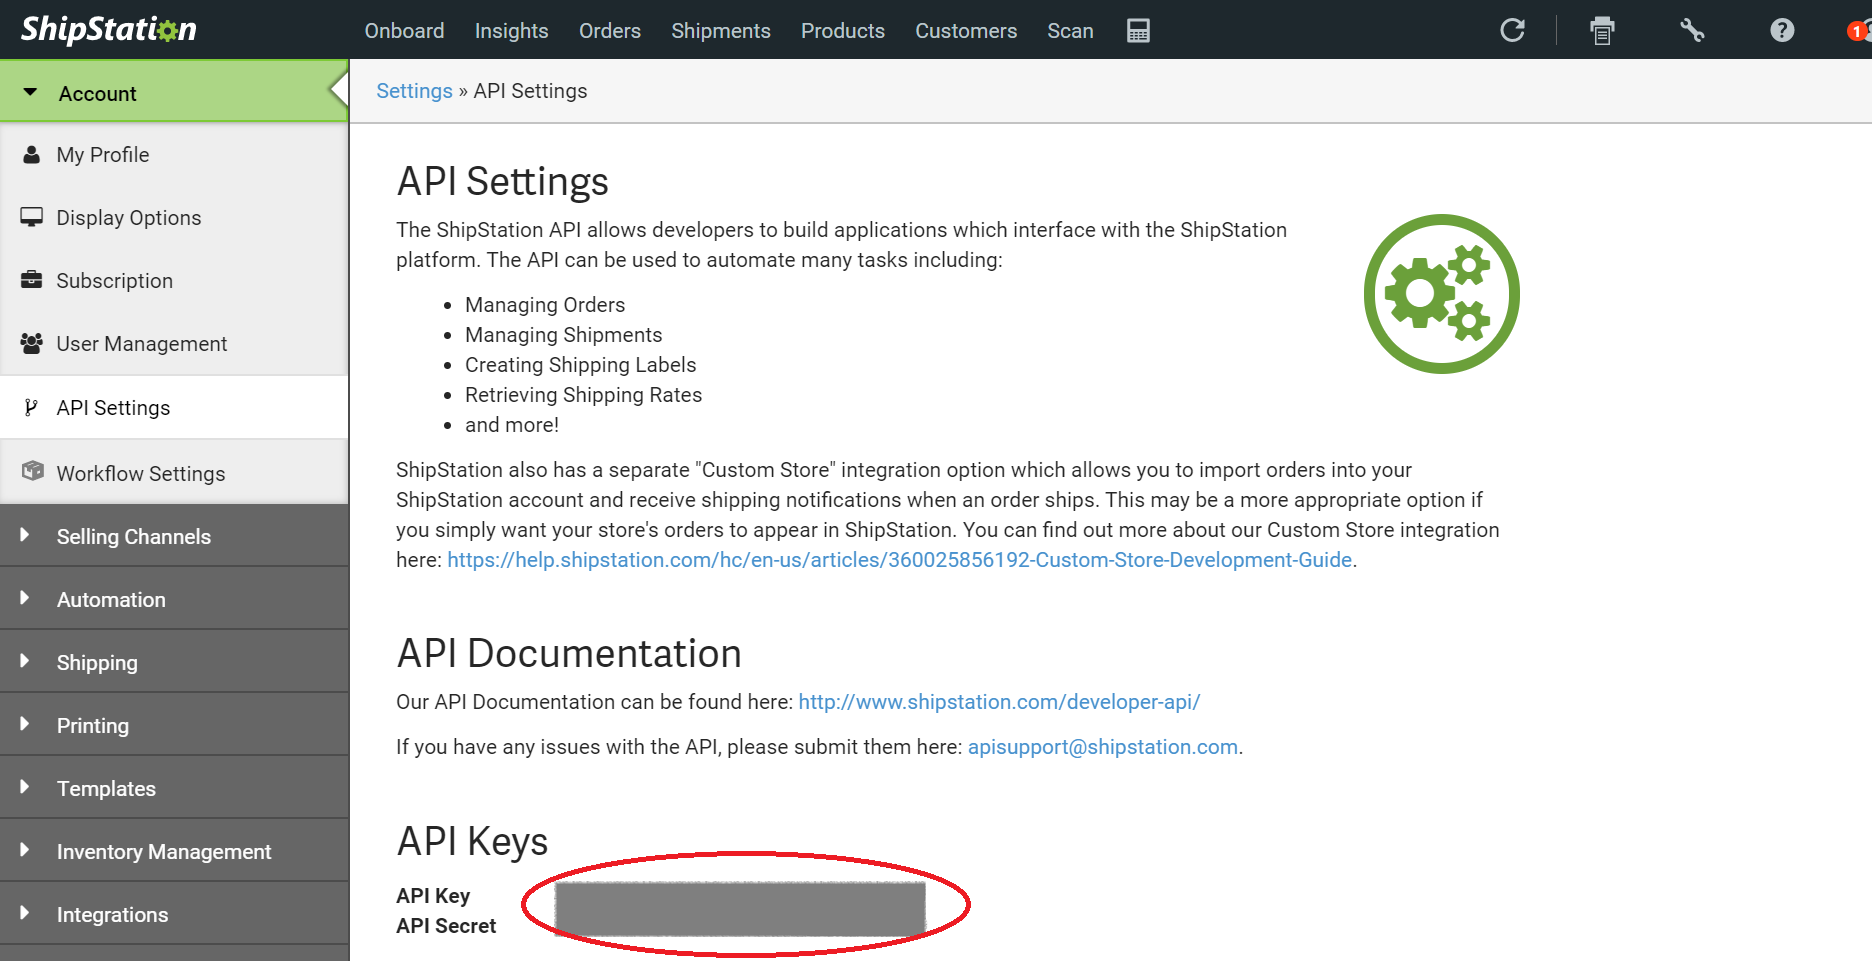 ShipStation
Onboard Insights Orders Shipments Products Customers Scan
1
Account
My Profile
Display Options
Subscription
User Management
API Settings
Workflow Settings
Selling Channels
Automation
Shipping
Printing
Templates
Inventory Management
Integrations
Settings » API Settings
API Settings
The ShipStation API allows developers to build applications which interface with the ShipStation
platform. The API can be used to automate many tasks including:
• Managing Orders
• Managing Shipments
• Creating Shipping Labels
• Retrieving Shipping Rates
• and more!
ShipStation also has a separate "Custom Store" integration option which allows you to import orders into your
ShipStation account and receive shipping notifications when an order ships. This may be a more appropriate option if
you simply want your store's orders to appear in ShipStation. You can find out more about our Custom Store integration
here: https://help.shipstation.com/hc/en-us/articles/360025856192-Custom-Store-Development-Guide.
API Documentation
Our API Documentation can be found here: http://www.shipstation.com/developer-api/
If you have any issues with the API, please submit them here: apisupport@shipstation.com.
API Keys
API Key
API Secret